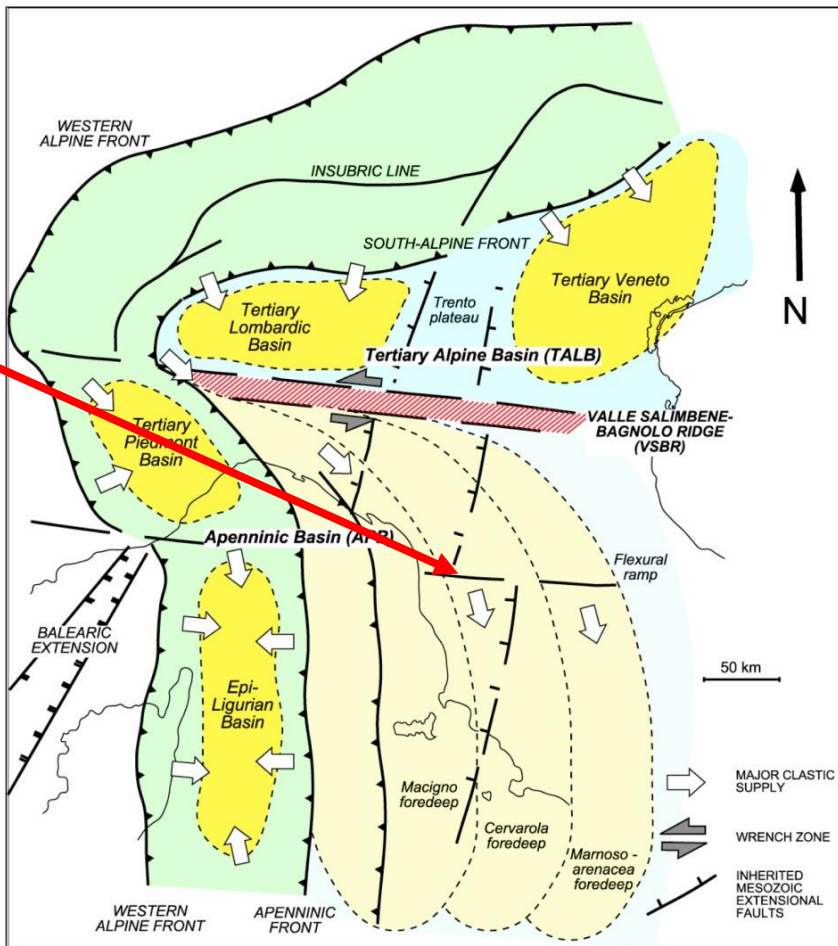 WESTERN
ALPINE FRONT
INSUBRIC LINE
SOUTH-ALPINE FRONT
N
Tertiary Veneto
Basin
Trento
plateau
Tertiary
Lombardic
Basin
Tertiary Alpine Basin (TALB)
VALLE SALIMBENE-
BAGNOLO RIDGE
(VSBR)
Tertiary
Piedmont
Basin
Apenninic Basin (APB)
Flexural
ramp
BALEARIC
EXTENSION
50 km
Epi-
Ligurian
Basin
Macigno
foredeep
Cervarola
foredeep
Marnoso-
arenacea
foredeep
MAJOR CLASTIC
SUPPLY
WRENCH ZONE
INHERITED
MESOZOIC
EXTENSIONAL
FAULTS
WESTERN
ALPINE FRONT
APENNINIC
FRONT